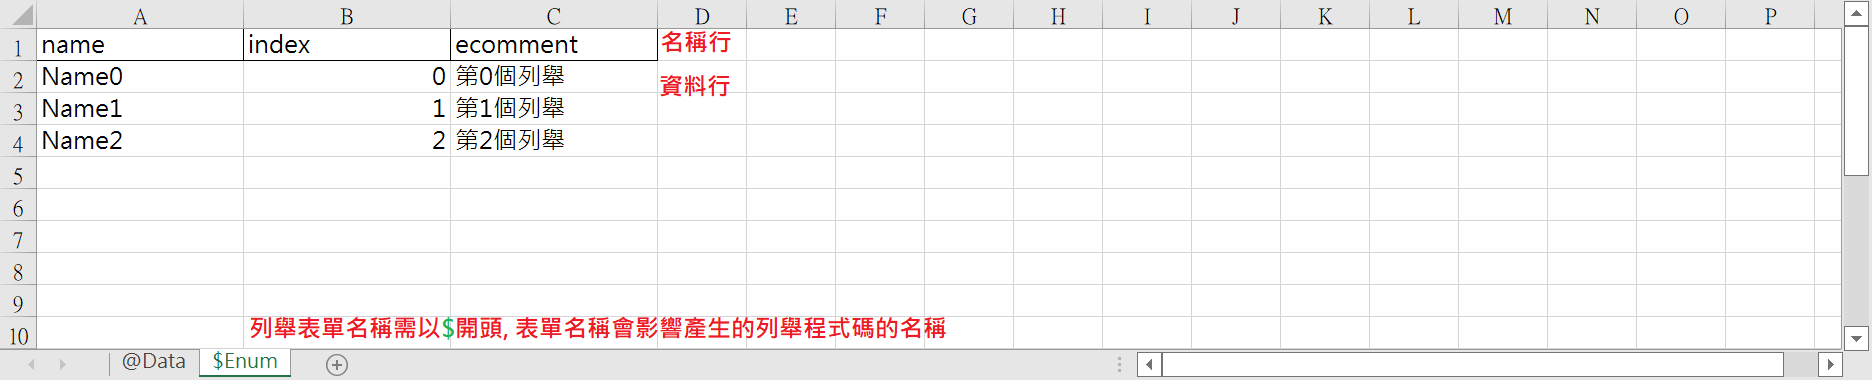 A B C D E F G H I J K L M N O P
1 name index ecomment 名稱行
2 Name0 0 第0個列舉 資料行
3 Name1 1 第1個列舉
4 Name2 2 第2個列舉
5
6
7
8
9
10 列舉表單名稱需以$開頭, 表單名稱會影響產生的列舉程式碼的名稱
@Data $Enum